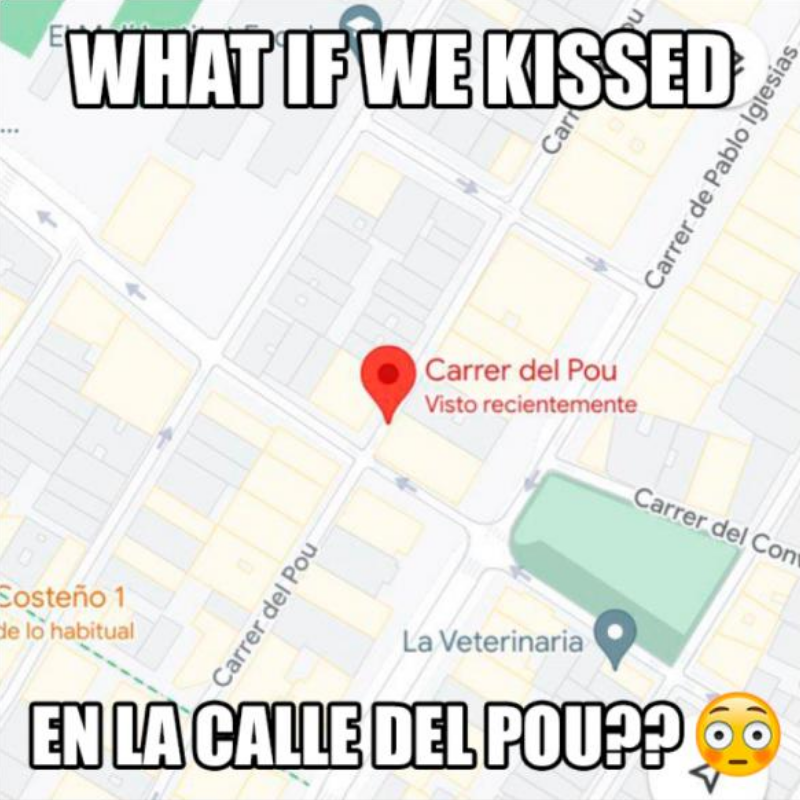 WHAT IF WE KISSED
Carrer de Pablo Iglesias
Carrer del Pou
Visto recientemente
Carrer del Conv
Costeño 1
de lo habitual
Carrer del Pou
La Veterinaria
EN LA CALLE DEL POU??